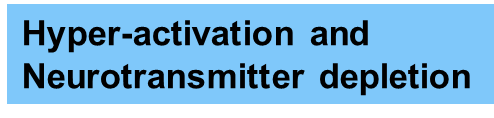 Hyper-activation and
Neurotransmitter depletion